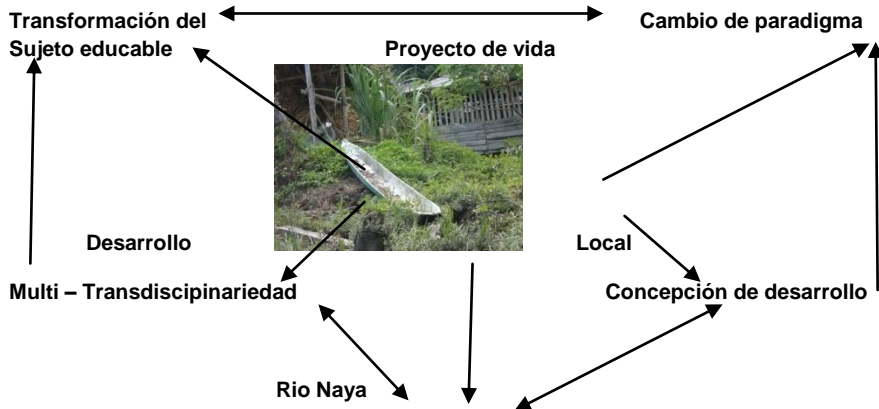 Transformación del
Sujeto educable
Cambio de paradigma
Proyecto de vida
Desarrollo
Local
Multi – Transdiscipinariedad
Concepción de desarrollo
Rio Naya